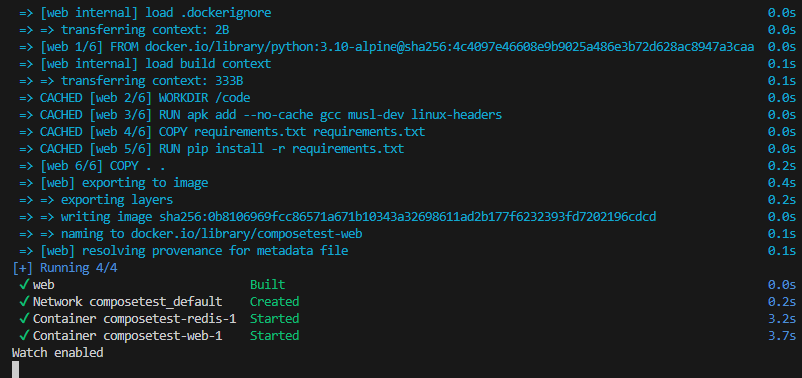 => [web internal] load .dockerignore 0.0s
=> => transferring context: 2B 0.0s
=> [web 1/6] FROM docker.io/library/python:3.10-alpine@sha256:4c4097e46608e9b9025a486e3b72d628ac8947a3caa 0.0s
=> [web internal] load build context 0.1s
=> => transferring context: 333B 0.1s
=> CACHED [web 2/6] WORKDIR /code 0.0s
=> CACHED [web 3/6] RUN apk add --no-cache gcc musl-dev linux-headers 0.0s
=> CACHED [web 4/6] COPY requirements.txt requirements.txt 0.0s
=> CACHED [web 5/6] RUN pip install -r requirements.txt 0.0s
=> [web 6/6] COPY . . 0.2s
=> [web] exporting to image 0.4s
=> => exporting layers 0.2s
=> => writing image sha256:0b8106969fcc86571a671b10343a32698611ad2b177f6232393fd7202196cdcd 0.0s
=> => naming to docker.io/library/composetest-web 0.1s
=> [web] resolving provenance for metadata file 0.1s
[+] Running 4/4
✓ web Built 0.0s
✓ Network composetest_default Created 0.2s
✓ Container composetest-redis-1 Started 3.2s
✓ Container composetest-web-1 Started 3.7s
Watch enabled